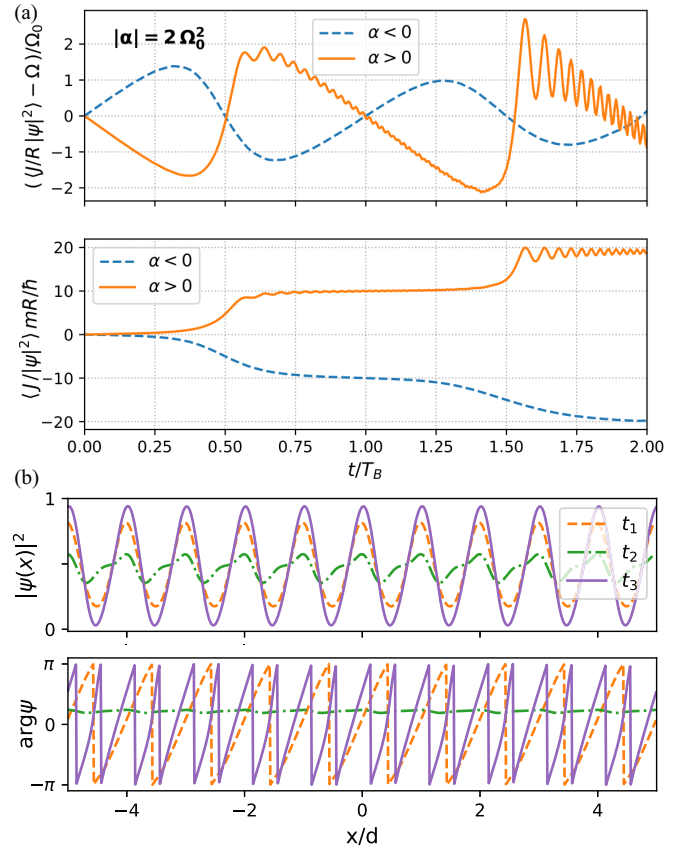 (a)
|α| = 2 Ω₀²
α < 0
α > 0
( ⟨J/R |ψ|²⟩ − Ω )/Ω₀
2
1
0
−1
−2
α < 0
α > 0
⟨J/|ψ|²⟩ mR/ℏ
20
10
0
−10
−20
0.00 0.25 0.50 0.75 1.00 1.25 1.50 1.75 2.00
t/T_B
(b)
|ψ(x)|²
1
0
t₁
t₂
t₃
argψ
π
0
−π
−4 −2 0 2 4
x/d